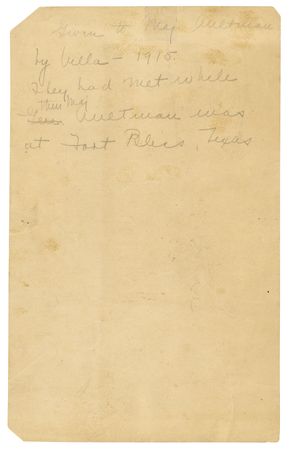 Given to Maj Aultman
by Villa – 1915.
They had met while
then Maj
Aultman was
at Fort Bliss, Texas